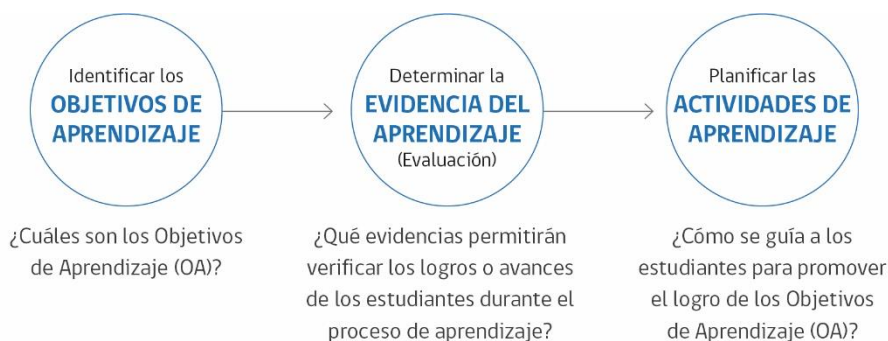 Identificar los
OBJETIVOS DE
APRENDIZAJE
Determinar la
EVIDENCIA DEL
APRENDIZAJE
(Evaluación)
Planificar las
ACTIVIDADES DE
APRENDIZAJE
¿Cuáles son los Objetivos
de Aprendizaje (OA)?
¿Qué evidencias permitirán
verificar los logros o avances
de los estudiantes durante el
proceso de aprendizaje?
¿Cómo se guía a los
estudiantes para promover
el logro de los Objetivos
de Aprendizaje (OA)?